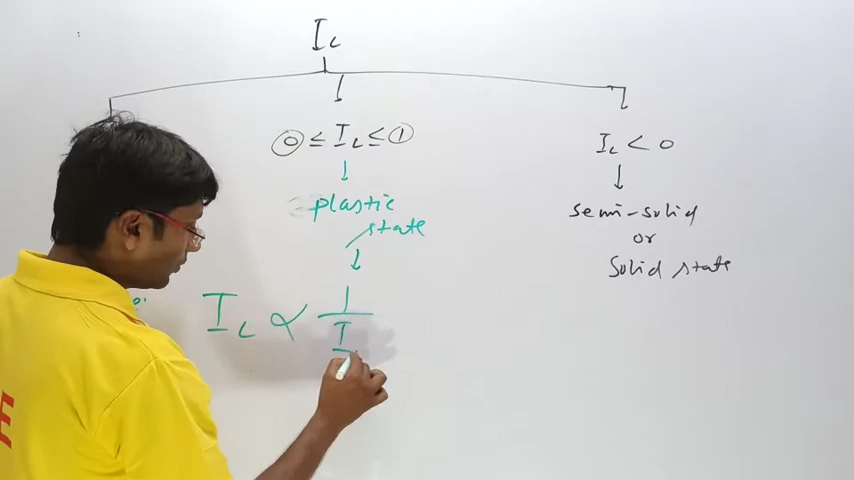 I_L
0 ≤ I_L ≤ 1
I_L < 0
plastic
state
semi-solid
or
Solid state
I_L ∝ 1/I
E